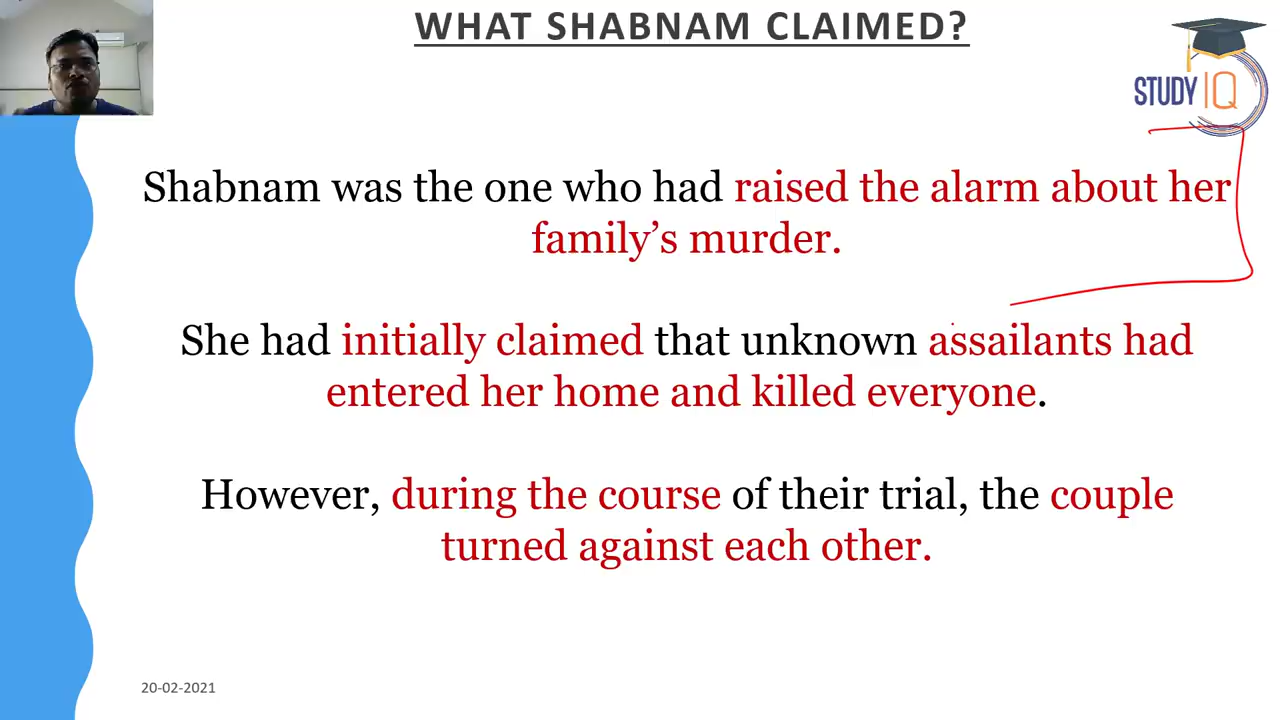 WHAT SHABNAM CLAIMED?
STUDY IQ
Shabnam was the one who had raised the alarm about her
family’s murder.
She had initially claimed that unknown assailants had
entered her home and killed everyone.
However, during the course of their trial, the couple
turned against each other.
20-02-2021